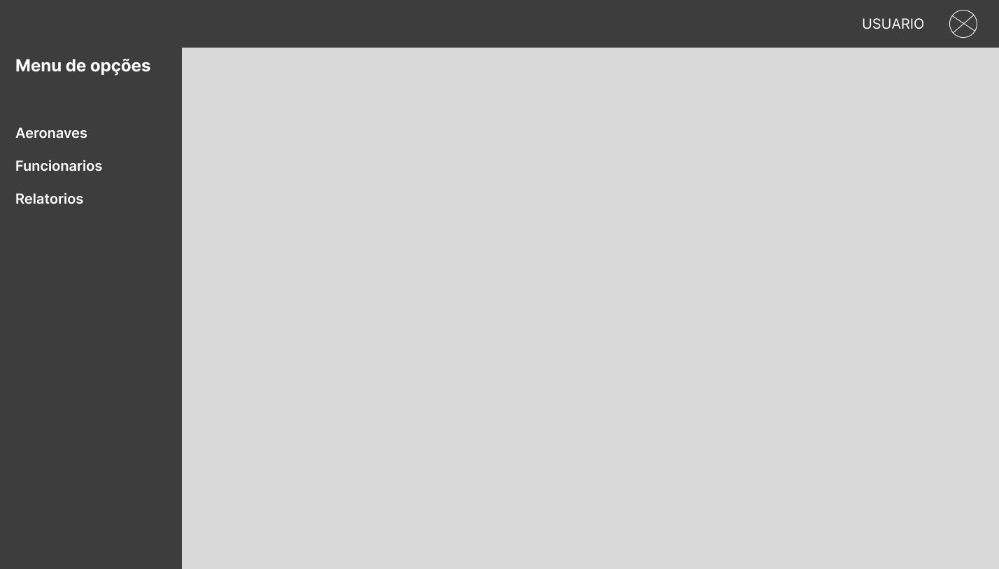 USUARIO
Menu de opções
Aeronaves
Funcionarios
Relatorios